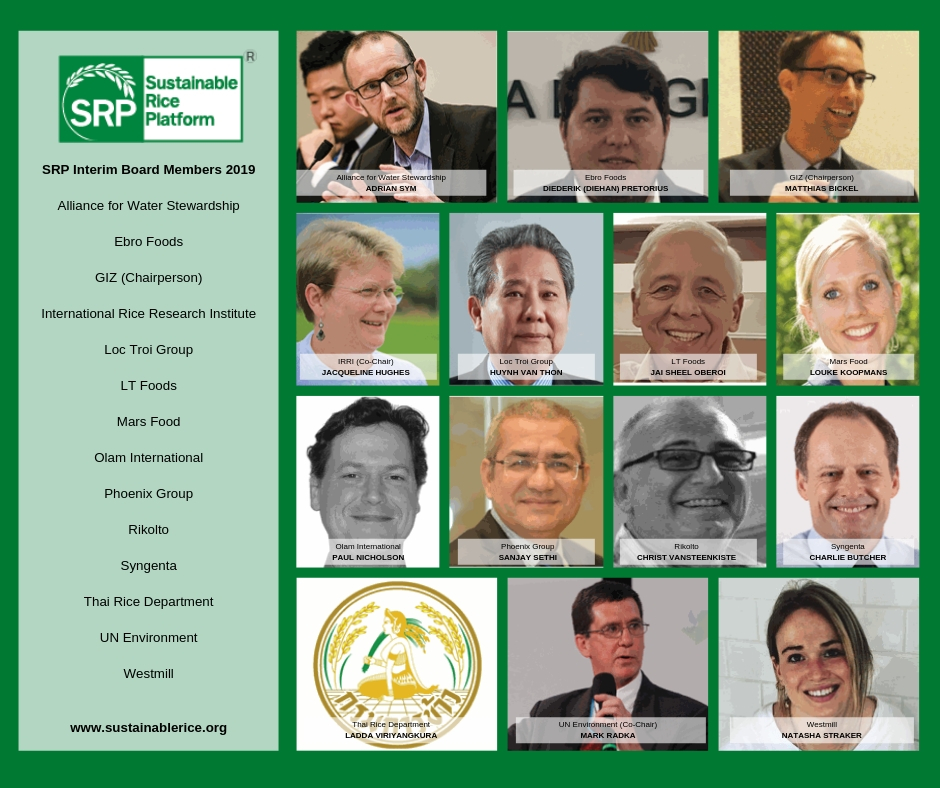 ®
SRP
Sustainable
Rice
Platform
SRP Interim Board Members 2019
Alliance for Water Stewardship
Ebro Foods
GIZ (Chairperson)
International Rice Research Institute
Loc Troi Group
LT Foods
Mars Food
Olam International
Phoenix Group
Rikolto
Syngenta
Thai Rice Department
UN Environment
Westmill
www.sustainablerice.org
Alliance for Water Stewardship
ADRIAN SYM
Ebro Foods
DIEDERIK (DIEHAN) PRETORIUS
GIZ (Chairperson)
MATTHIAS BICKEL
IRRI (Co-Chair)
JACQUELINE HUGHES
Loc Troi Group
HUYNH VAN THON
LT Foods
JAI SHEEL OBEROI
Mars Food
LOUKE KOOPMANS
Olam International
PAUL NICHOLSON
Phoenix Group
SANJAY SETHI
Rikolto
CHRIST VANSTEENKISTE
Syngenta
CHARLIE BUTCHER
Thai Rice Department
LADDA VIRIYANGKURA
UN Environment (Co-Chair)
MARK RADKA
Westmill
NATASHA STRAKER